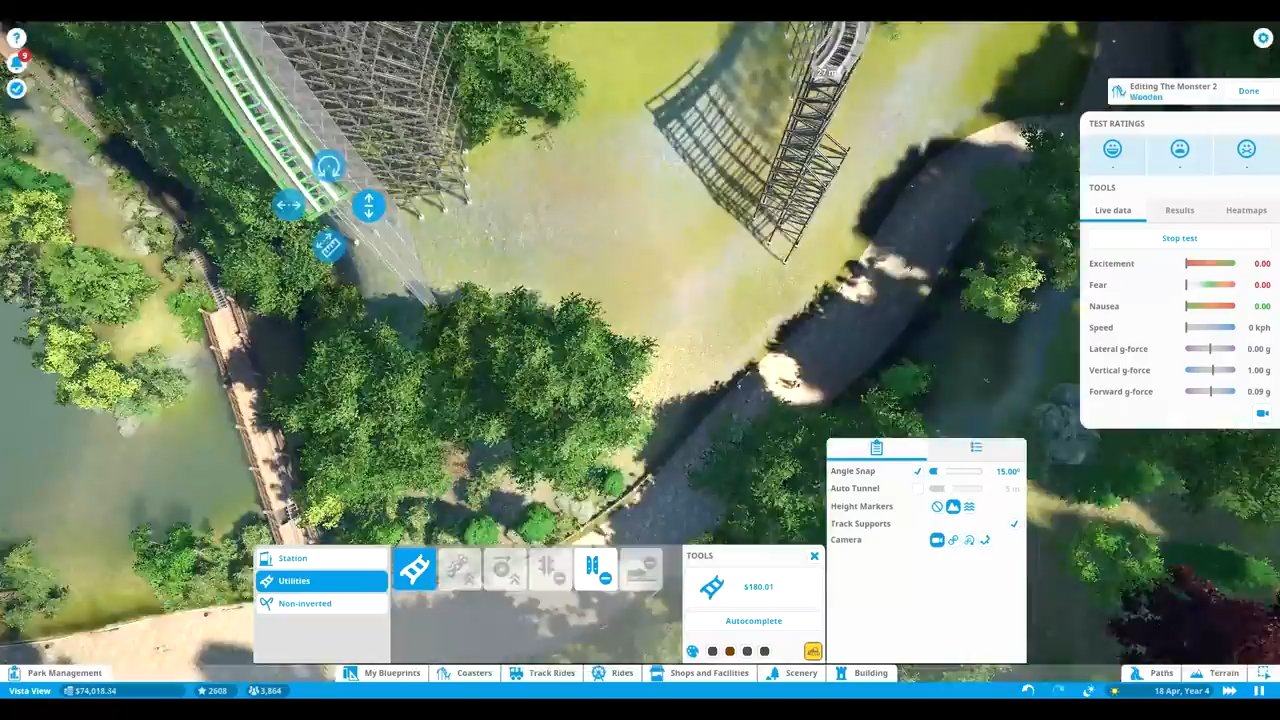 ?
9
27 m
Editing The Monster 2
Wooden
Done
TEST RATINGS
- - -
TOOLS
Live data Results Heatmaps
Stop test
Excitement 0.00
Fear 0.00
Nausea 0.00
Speed 0 kph
Lateral g-force 0.00 g
Vertical g-force 1.00 g
Forward g-force 0.09 g
Angle Snap 15.00°
Auto Tunnel 5 m
Height Markers
Track Supports
Camera
Station
Utilities
Non-inverted
TOOLS
$180.01
Autocomplete
Park Management
My Blueprints
Coasters
Track Rides
Rides
Shops and Facilities
Scenery
Building
Paths
Terrain
Vista View
$74,018.34
2608
3,864
18 Apr, Year 4